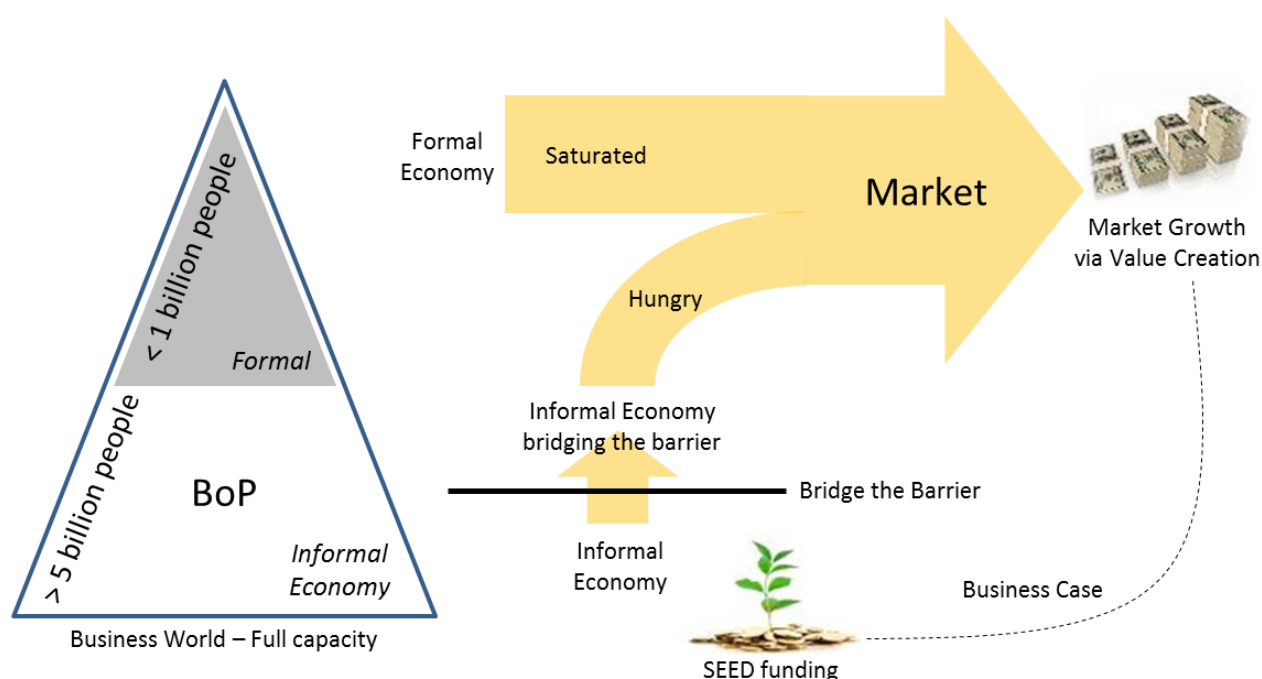 < 1 billion people
Formal
> 5 billion people
BoP
Informal
Economy
Business World – Full capacity
Formal
Economy
Saturated
Market
Hungry
Market Growth
via Value Creation
Informal Economy
bridging the barrier
Bridge the Barrier
Informal
Economy
Business Case
SEED funding